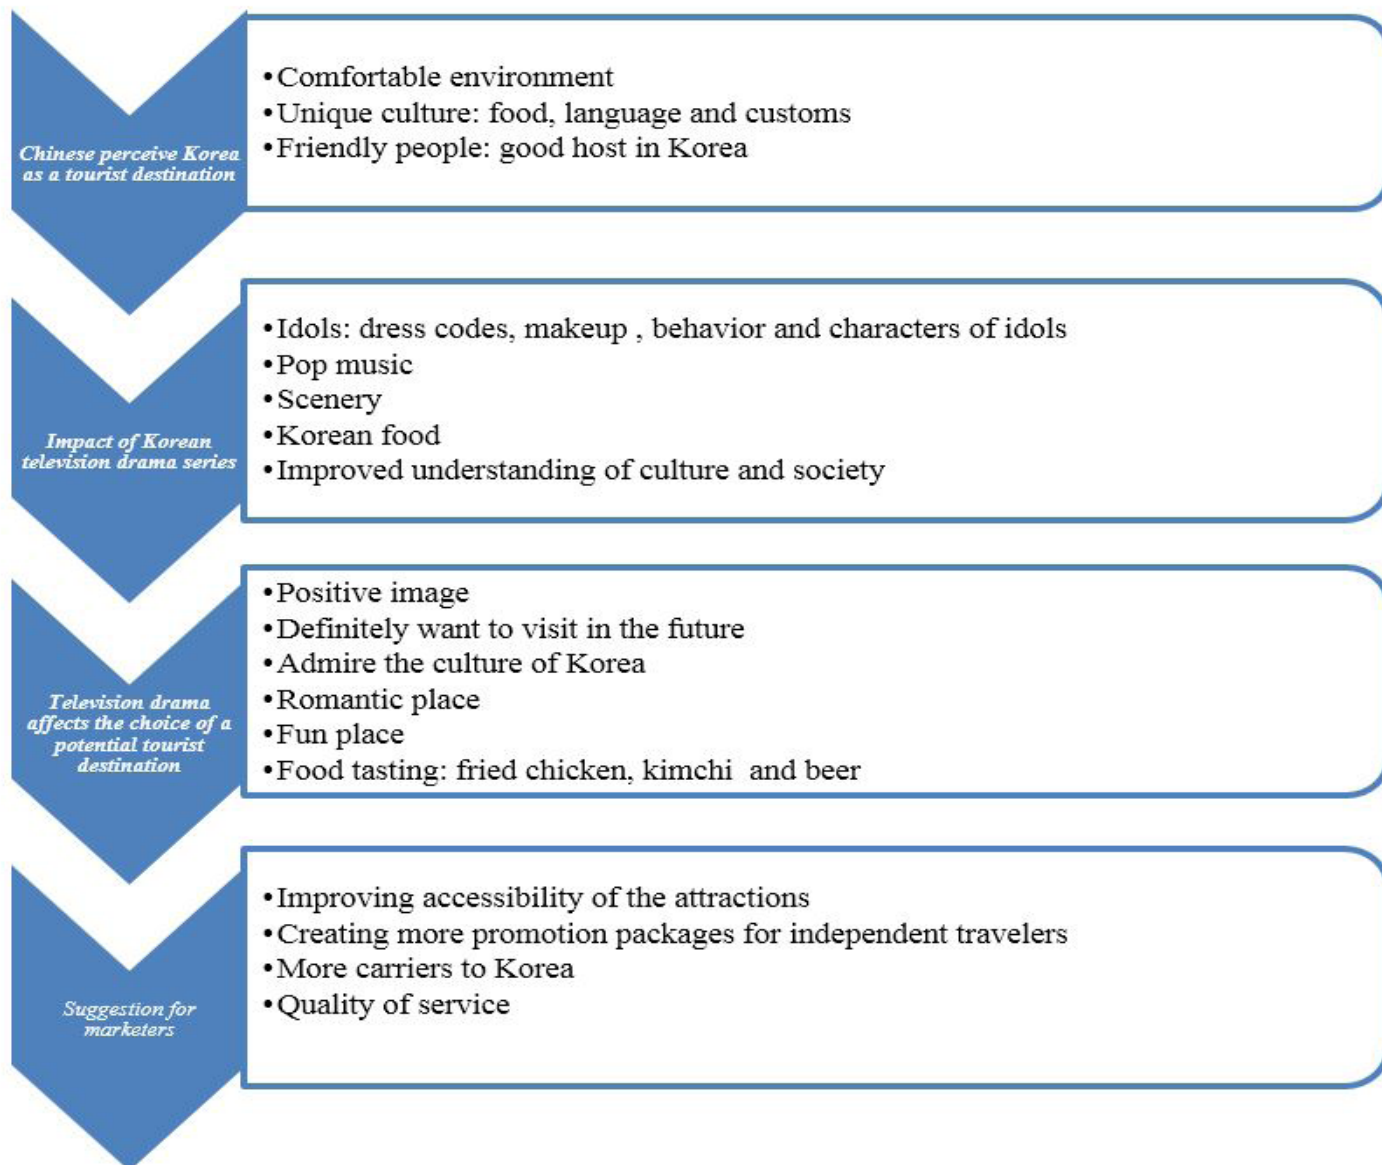 Chinese perceive Korea
as a tourist destination
•Comfortable environment
•Unique culture: food, language and customs
•Friendly people: good host in Korea
Impact of Korean
television drama series
•Idols: dress codes, makeup , behavior and characters of idols
•Pop music
•Scenery
•Korean food
•Improved understanding of culture and society
Television drama
affects the choice of a
potential tourist
destination
•Positive image
•Definitely want to visit in the future
•Admire the culture of Korea
•Romantic place
•Fun place
•Food tasting: fried chicken, kimchi  and beer
Suggestion for
marketers
•Improving accessibility of the attractions
•Creating more promotion packages for independent travelers
•More carriers to Korea
•Quality of service